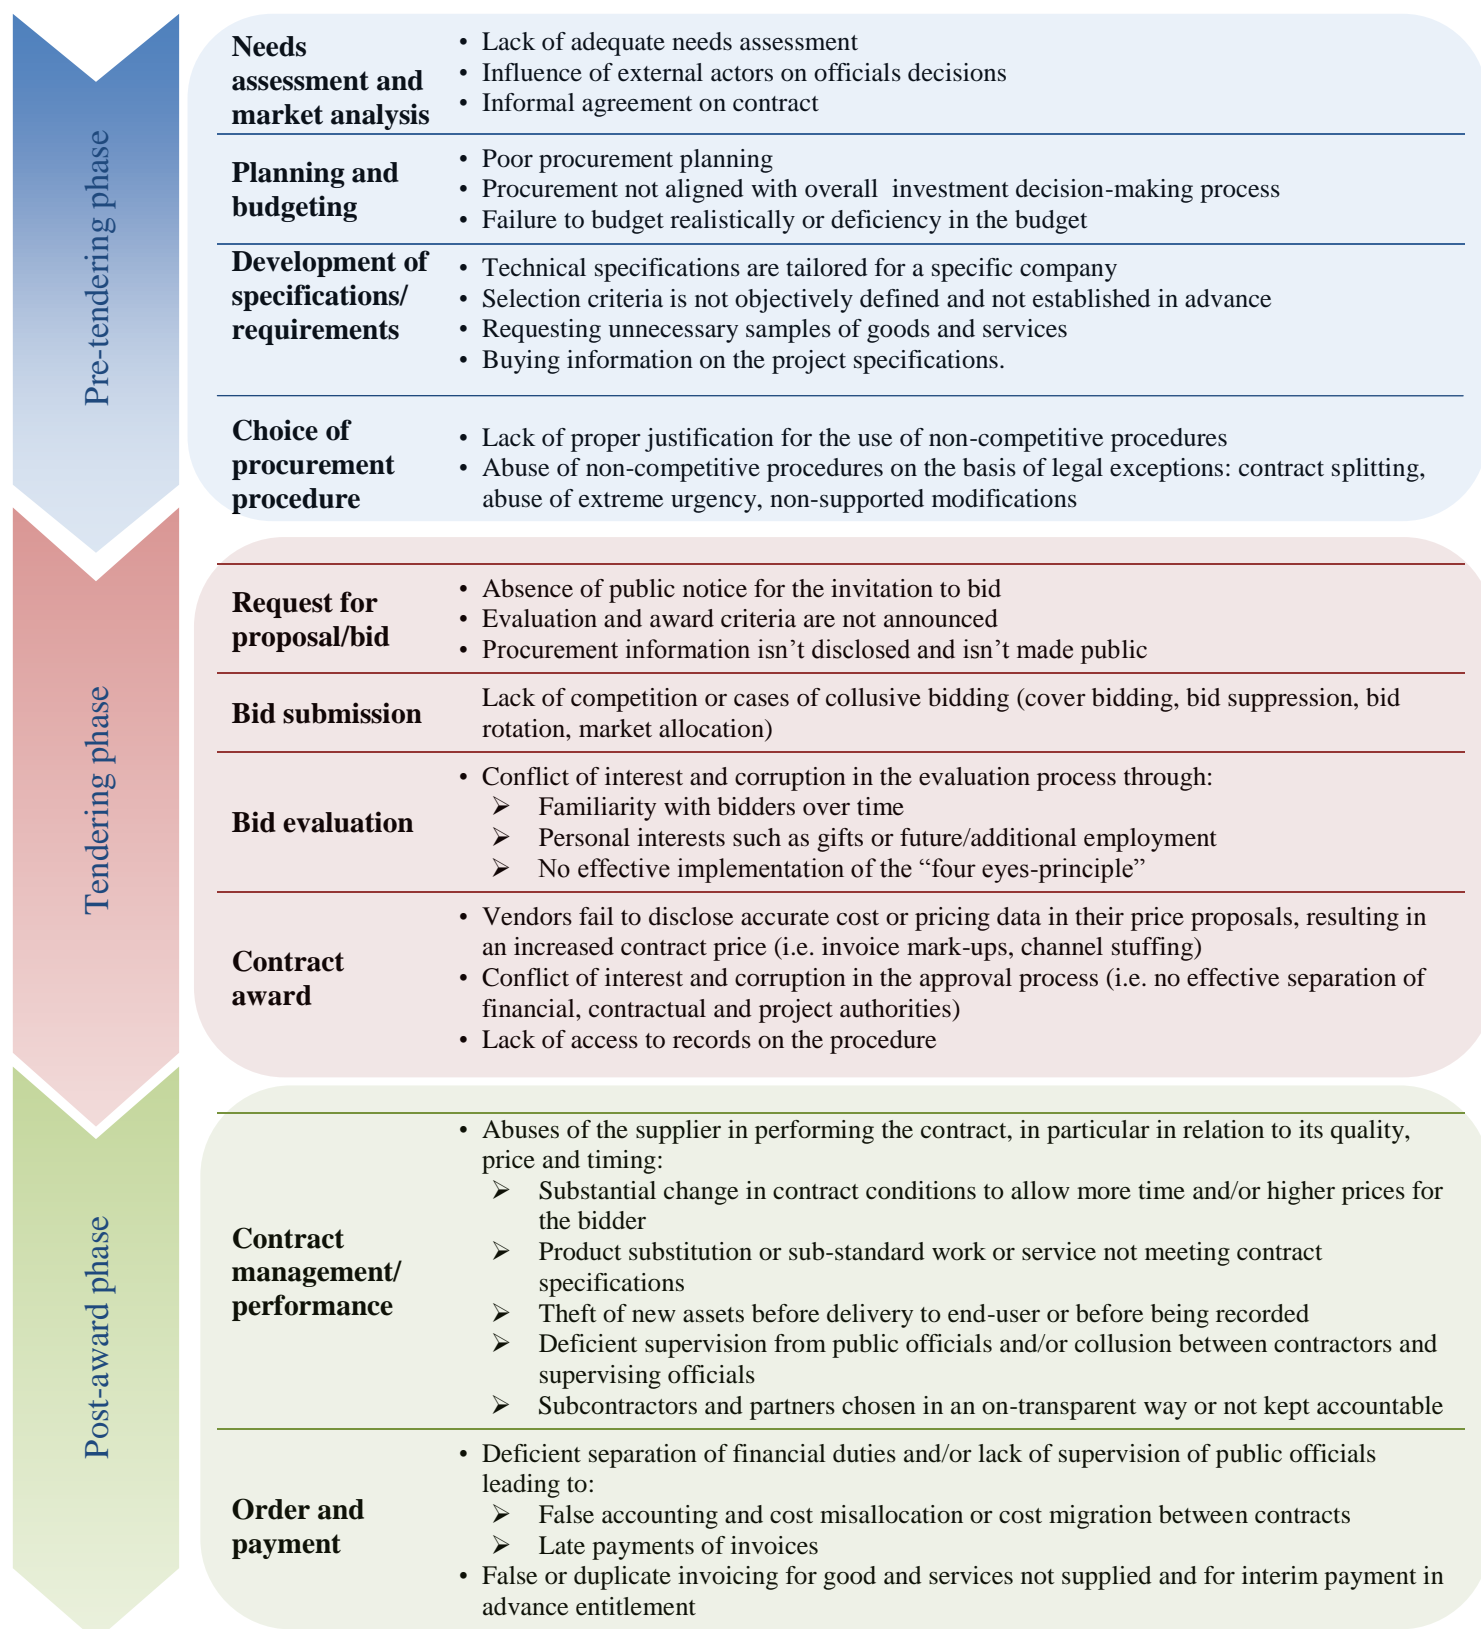 Pre-tendering phase
Needs
assessment and
market analysis
• Lack of adequate needs assessment
• Influence of external actors on officials decisions
• Informal agreement on contract
Planning and
budgeting
• Poor procurement planning
• Procurement not aligned with overall investment decision-making process
• Failure to budget realistically or deficiency in the budget
Development of
specifications/
requirements
• Technical specifications are tailored for a specific company
• Selection criteria is not objectively defined and not established in advance
• Requesting unnecessary samples of goods and services
• Buying information on the project specifications.
Choice of
procurement
procedure
• Lack of proper justification for the use of non-competitive procedures
• Abuse of non-competitive procedures on the basis of legal exceptions: contract splitting,
abuse of extreme urgency, non-supported modifications
Tendering phase
Request for
proposal/bid
• Absence of public notice for the invitation to bid
• Evaluation and award criteria are not announced
• Procurement information isn’t disclosed and isn’t made public
Bid submission
Lack of competition or cases of collusive bidding (cover bidding, bid suppression, bid
rotation, market allocation)
Bid evaluation
• Conflict of interest and corruption in the evaluation process through:
➢ Familiarity with bidders over time
➢ Personal interests such as gifts or future/additional employment
➢ No effective implementation of the “four eyes-principle”
Contract
award
• Vendors fail to disclose accurate cost or pricing data in their price proposals, resulting in
an increased contract price (i.e. invoice mark-ups, channel stuffing)
• Conflict of interest and corruption in the approval process (i.e. no effective separation of
financial, contractual and project authorities)
• Lack of access to records on the procedure
Post-award phase
Contract
management/
performance
• Abuses of the supplier in performing the contract, in particular in relation to its quality,
price and timing:
➢ Substantial change in contract conditions to allow more time and/or higher prices for
the bidder
➢ Product substitution or sub-standard work or service not meeting contract
specifications
➢ Theft of new assets before delivery to end-user or before being recorded
➢ Deficient supervision from public officials and/or collusion between contractors and
supervising officials
➢ Subcontractors and partners chosen in an on-transparent way or not kept accountable
Order and
payment
• Deficient separation of financial duties and/or lack of supervision of public officials
leading to:
➢ False accounting and cost misallocation or cost migration between contracts
➢ Late payments of invoices
• False or duplicate invoicing for good and services not supplied and for interim payment in
advance entitlement